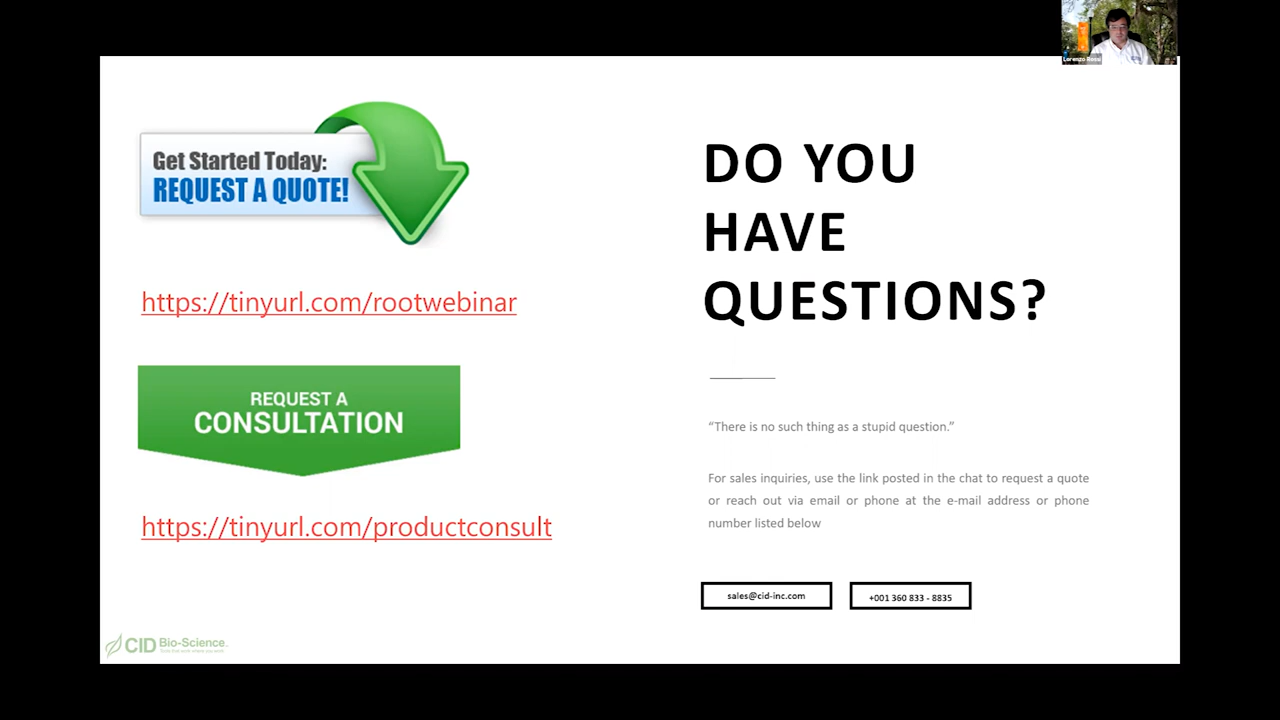 Lorenzo Rossi
Get Started Today:
REQUEST A QUOTE!
https://tinyurl.com/rootwebinar
REQUEST A
CONSULTATION
https://tinyurl.com/productconsult
CID Bio-Science
DO YOU
HAVE
QUESTIONS?
“There is no such thing as a stupid question.”
For sales inquiries, use the link posted in the chat to request a quote
or reach out via email or phone at the e-mail address or phone
number listed below
sales@cid-inc.com
+001 360 833 - 8835